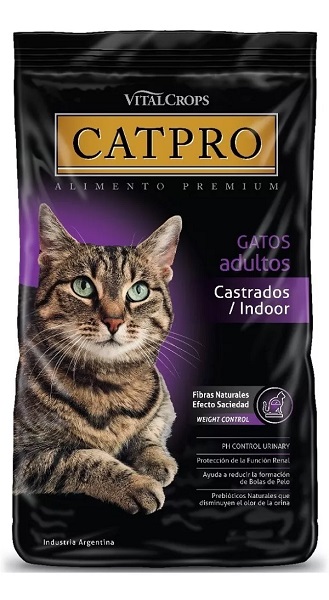 VITALCROPS
CATPRO
ALIMENTO PREMIUM
GATOS
adultos
Castrados
/ Indoor
Fibras Naturales
Efecto Saciedad
WEIGHT CONTROL
PH CONTROL URINARY
Protección de la Función Renal
Ayuda a reducir la formación
de Bolas de Pelo
Prebióticos Naturales que
disminuyen el olor de la orina
Industria Argentina